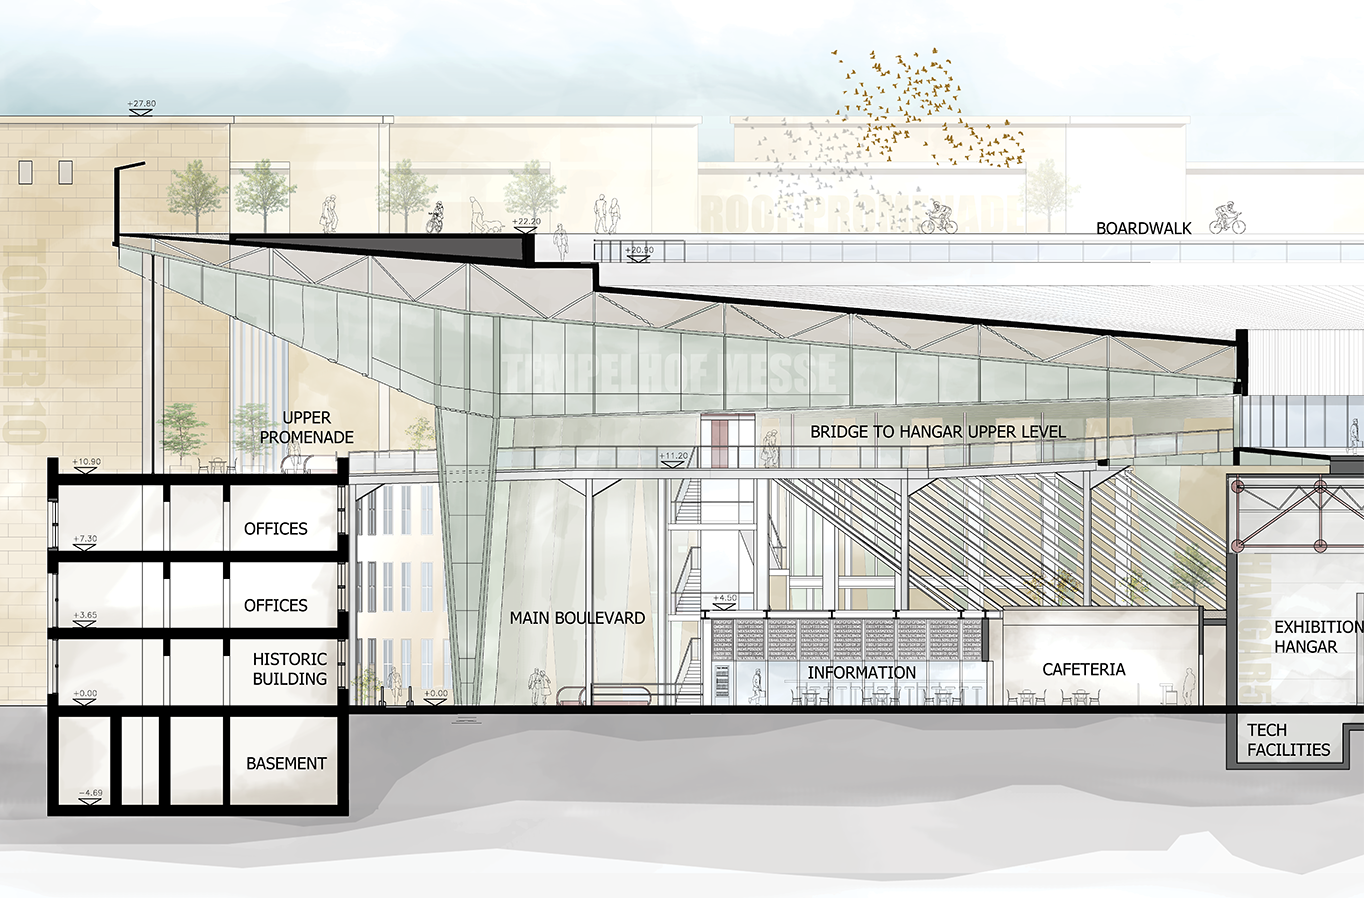 +27.80
ROOF PROMENADE
+22.20
BOARDWALK
+20.90
TOWER 10
TEMPELHOF MESSE
UPPER
PROMENADE
BRIDGE TO HANGAR UPPER LEVEL
+10.90
+11.20
OFFICES
+7.30
OFFICES
+3.65
+4.50
MAIN BOULEVARD
HISTORIC
BUILDING
+0.00
+0.00
INFORMATION
CAFETERIA
HANGAR
EXHIBITION
HANGAR
BASEMENT
-4.69
TECH
FACILITIES